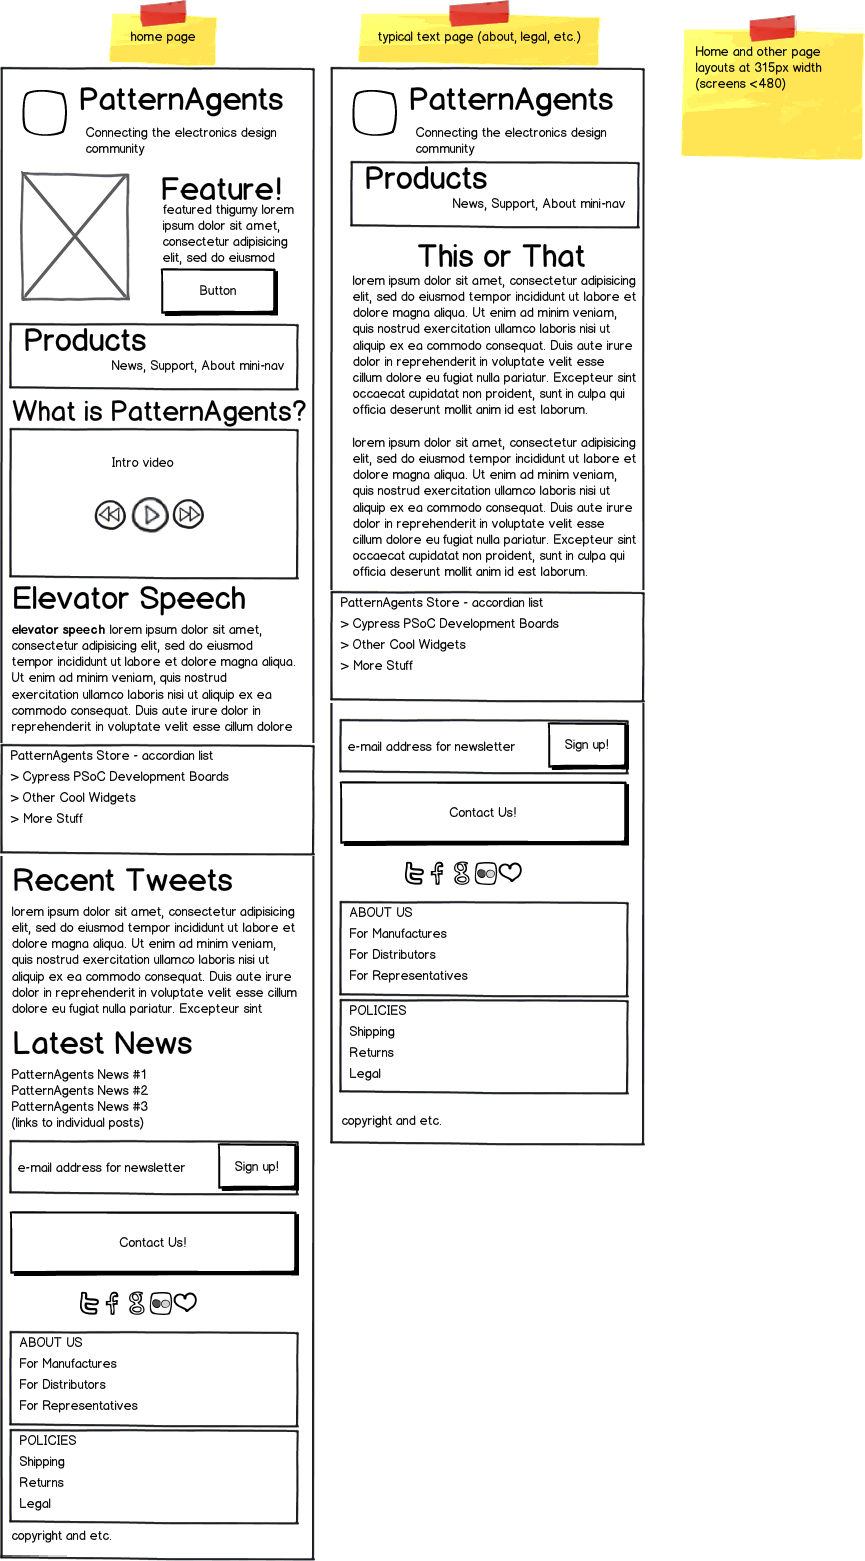 home page
PatternAgents
Connecting the electronics design
community
Feature!
featured thigumy lorem
ipsum dolor sit amet,
consectetur adipisicing
elit, sed do eiusmod
Button
Products
News, Support, About mini-nav
What is PatternAgents?
Intro video
Elevator Speech
elevator speech lorem ipsum dolor sit amet,
consectetur adipisicing elit, sed do eiusmod
tempor incididunt ut labore et dolore magna aliqua.
Ut enim ad minim veniam, quis nostrud
exercitation ullamco laboris nisi ut aliquip ex ea
commodo consequat. Duis aute irure dolor in
reprehenderit in voluptate velit esse cillum dolore
PatternAgents Store - accordian list
> Cypress PSoC Development Boards
> Other Cool Widgets
> More Stuff
Recent Tweets
lorem ipsum dolor sit amet, consectetur adipisicing
elit, sed do eiusmod tempor incididunt ut labore et
dolore magna aliqua. Ut enim ad minim veniam,
quis nostrud exercitation ullamco laboris nisi ut
aliquip ex ea commodo consequat. Duis aute irure
dolor in reprehenderit in voluptate velit esse cillum
dolore eu fugiat nulla pariatur. Excepteur sint
Latest News
PatternAgents News #1
PatternAgents News #2
PatternAgents News #3
(links to individual posts)
e-mail address for newsletter
Sign up!
Contact Us!
ABOUT US
For Manufactures
For Distributors
For Representatives
POLICIES
Shipping
Returns
Legal
copyright and etc.
typical text page (about, legal, etc.)
PatternAgents
Connecting the electronics design
community
Products
News, Support, About mini-nav
This or That
lorem ipsum dolor sit amet, consectetur adipisicing
elit, sed do eiusmod tempor incididunt ut labore et
dolore magna aliqua. Ut enim ad minim veniam,
quis nostrud exercitation ullamco laboris nisi ut
aliquip ex ea commodo consequat. Duis aute irure
dolor in reprehenderit in voluptate velit esse
cillum dolore eu fugiat nulla pariatur. Excepteur sint
occaecat cupidatat non proident, sunt in culpa qui
officia deserunt mollit anim id est laborum.
lorem ipsum dolor sit amet, consectetur adipisicing
elit, sed do eiusmod tempor incididunt ut labore et
dolore magna aliqua. Ut enim ad minim veniam,
quis nostrud exercitation ullamco laboris nisi ut
aliquip ex ea commodo consequat. Duis aute irure
dolor in reprehenderit in voluptate velit esse
cillum dolore eu fugiat nulla pariatur. Excepteur sint
occaecat cupidatat non proident, sunt in culpa qui
officia deserunt mollit anim id est laborum.
PatternAgents Store - accordian list
> Cypress PSoC Development Boards
> Other Cool Widgets
> More Stuff
e-mail address for newsletter
Sign up!
Contact Us!
ABOUT US
For Manufactures
For Distributors
For Representatives
POLICIES
Shipping
Returns
Legal
copyright and etc.
Home and other page
layouts at 315px width
(screens <480)